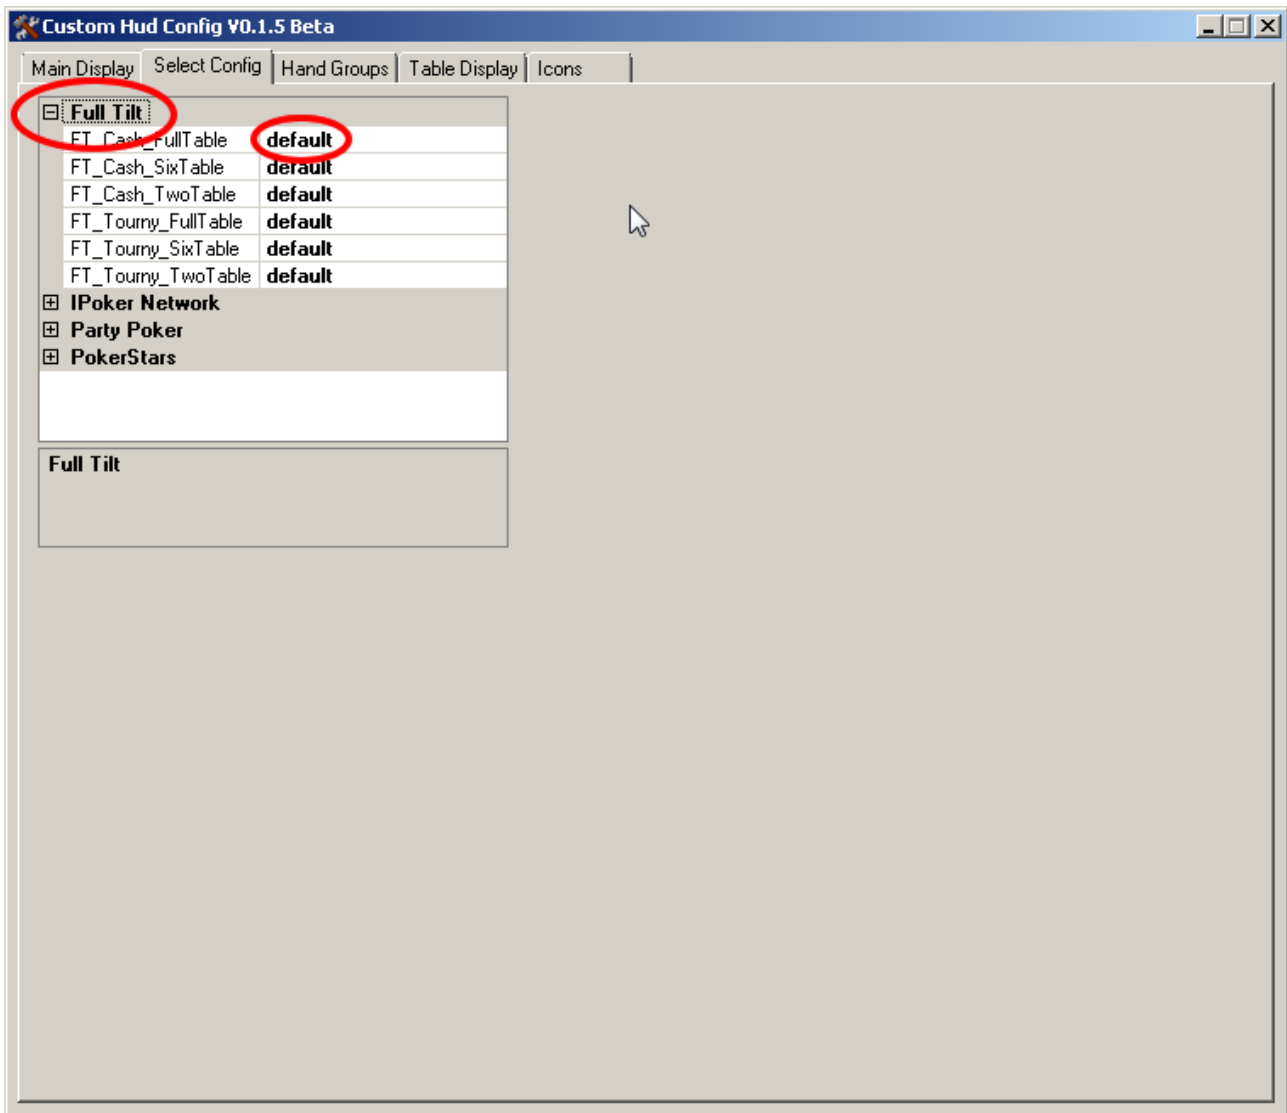 Custom Hud Config V0.1.5 Beta
Main Display Select Config Hand Groups Table Display Icons
Full Tilt
FT_Cash_FullTable default
FT_Cash_SixTable default
FT_Cash_TwoTable default
FT_Tourny_FullTable default
FT_Tourny_SixTable default
FT_Tourny_TwoTable default
IPoker Network
Party Poker
PokerStars
Full Tilt